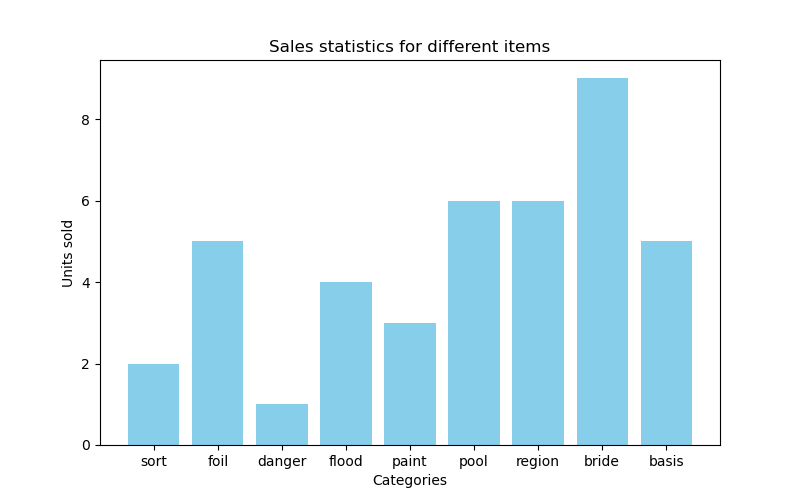 Sales statistics for different items
Units sold
8
6
4
2
0
sort foil danger flood paint pool region bride basis
Categories